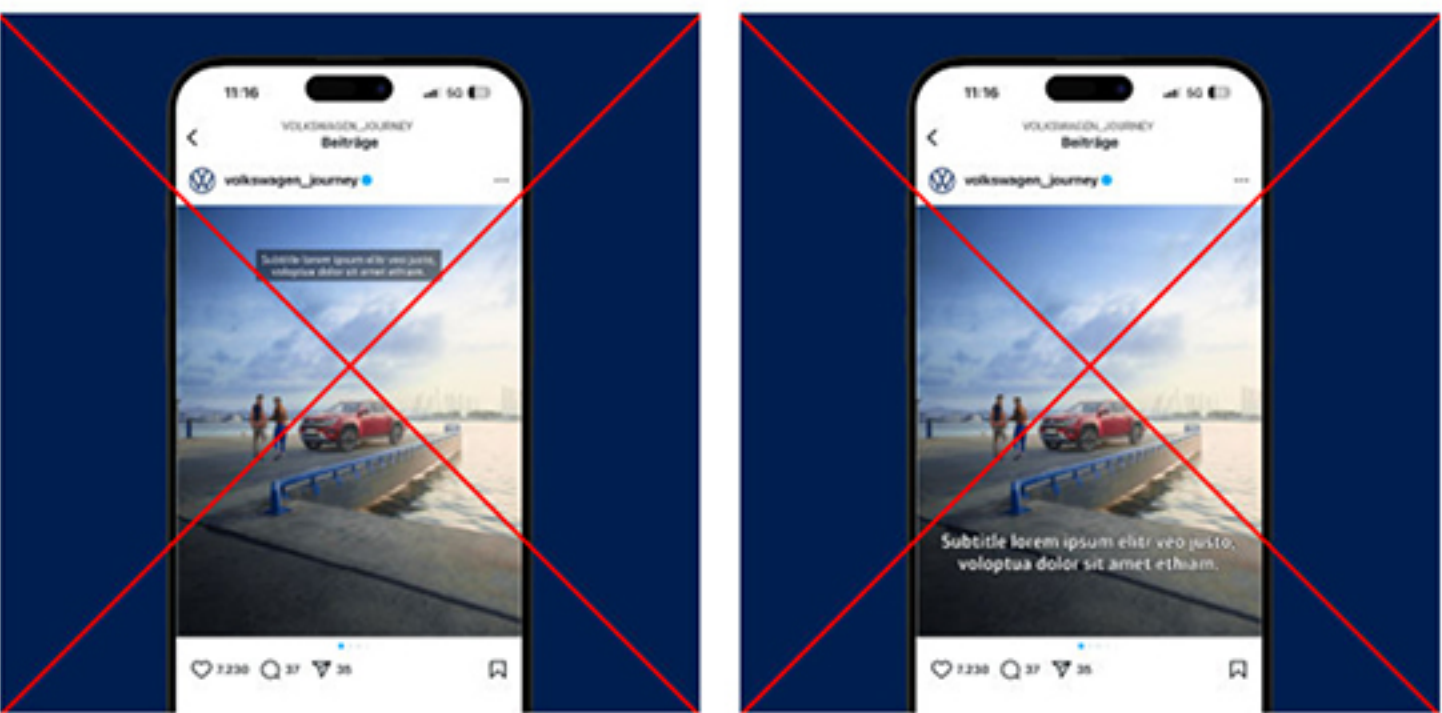 11:16
5G
VOLKSWAGEN_JOURNEY
Beiträge
volkswagen_journey
Subtitle lorem ipsum elitr veo justo,
voloptua dolor sit amet ethiam.
7.230 37 35
11:16
5G
VOLKSWAGEN_JOURNEY
Beiträge
volkswagen_journey
Subtitle lorem ipsum elitr veo justo,
voloptua dolor sit amet ethiam.
7.230 37 35